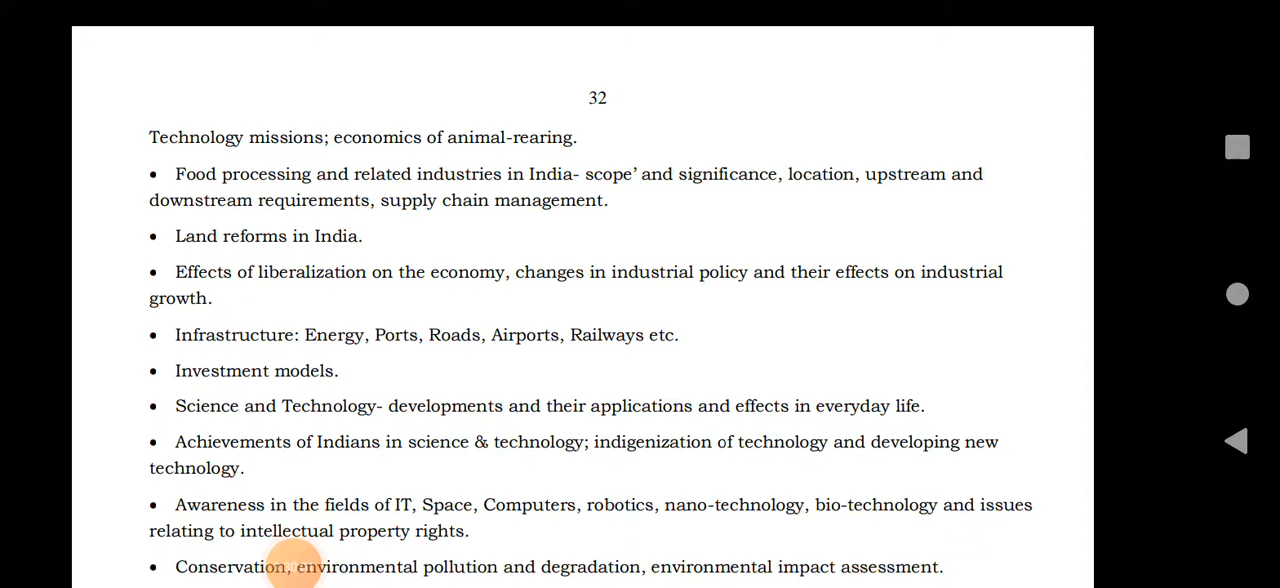 32
Technology missions; economics of animal-rearing.
• Food processing and related industries in India- scope’ and significance, location, upstream and
downstream requirements, supply chain management.
• Land reforms in India.
• Effects of liberalization on the economy, changes in industrial policy and their effects on industrial
growth.
• Infrastructure: Energy, Ports, Roads, Airports, Railways etc.
• Investment models.
• Science and Technology- developments and their applications and effects in everyday life.
• Achievements of Indians in science & technology; indigenization of technology and developing new
technology.
• Awareness in the fields of IT, Space, Computers, robotics, nano-technology, bio-technology and issues
relating to intellectual property rights.
• Conservation, environmental pollution and degradation, environmental impact assessment.